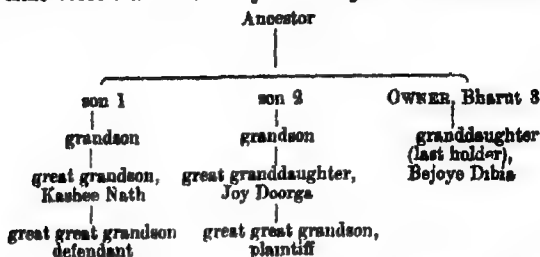 Ancestor
son 1 son 2 OWNER, Bharut 3
grandson grandson granddaughter
(last holder),
great grandson, great granddaughter, Bejoye Dibia
Kashee Nath Joy Doorga
great great grandson great great grandson,
defendant plaintiff